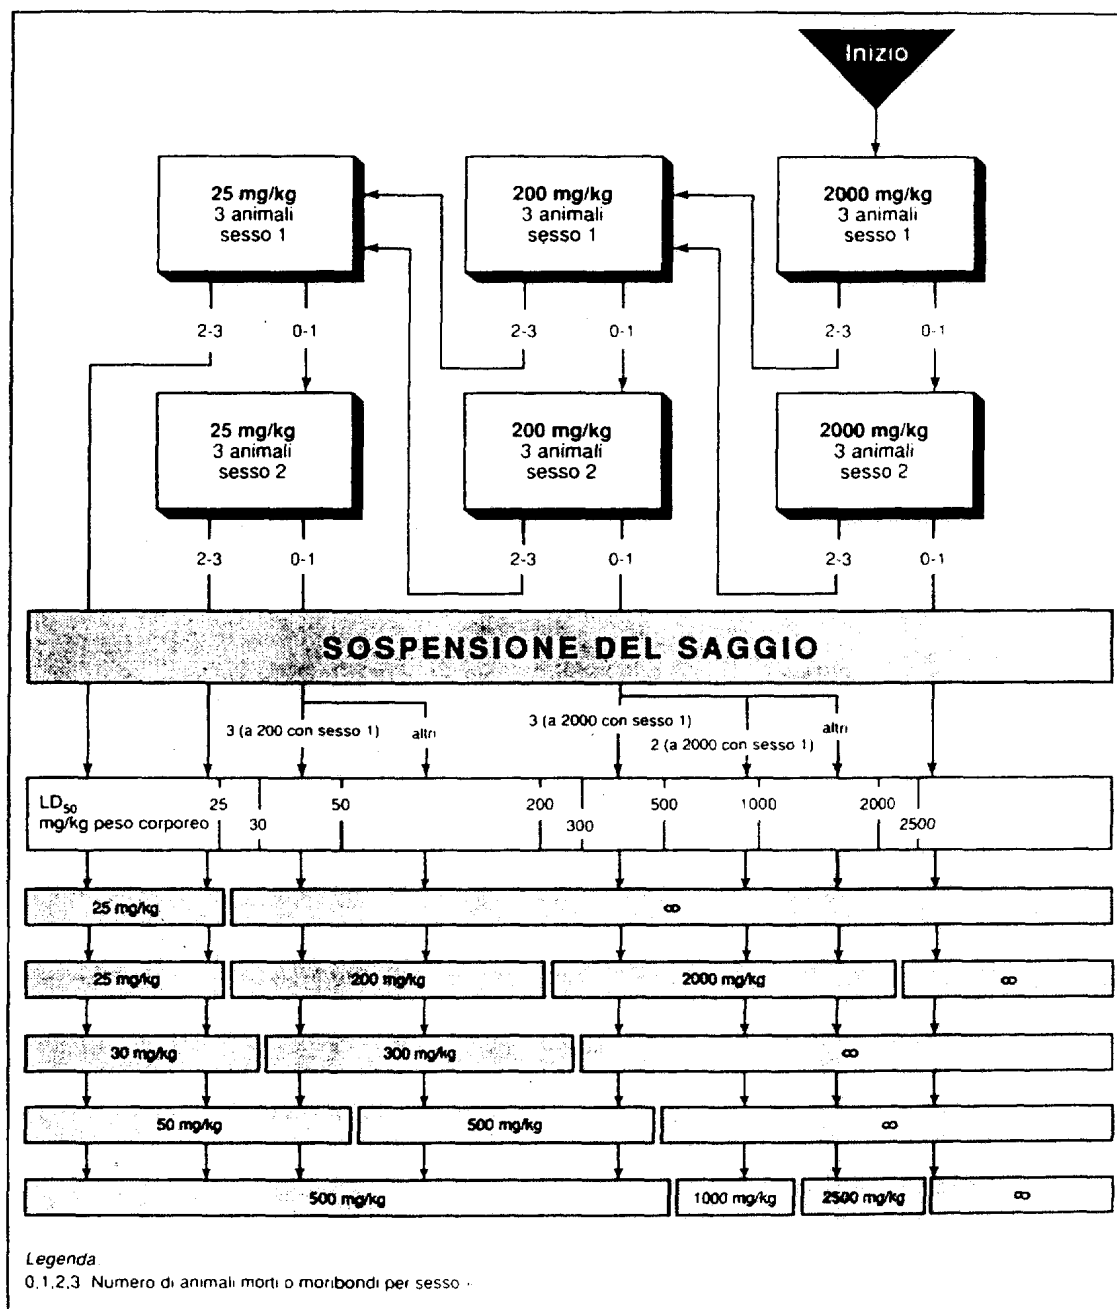 Inizio
25 mg/kg
3 animali
sesso 1
200 mg/kg
3 animali
sesso 1
2000 mg/kg
3 animali
sesso 1
2-3 0-1 2-3 0-1 2-3 0-1
25 mg/kg
3 animali
sesso 2
200 mg/kg
3 animali
sesso 2
2000 mg/kg
3 animali
sesso 2
2-3 0-1 2-3 0-1 2-3 0-1
SOSPENSIONE DEL SAGGIO
3 (a 200 con sesso 1) altri
3 (a 2000 con sesso 1) altri
2 (a 2000 con sesso 1)
LD50 25 50 200 500 1000 2000
mg/kg peso corporeo 30 300 2500
25 mg/kg ∞
25 mg/kg 200 mg/kg 2000 mg/kg ∞
30 mg/kg 300 mg/kg ∞
50 mg/kg 500 mg/kg ∞
500 mg/kg 1000 mg/kg 2500 mg/kg ∞
Legenda
0,1,2,3 Numero di animali morti o moribondi per sesso